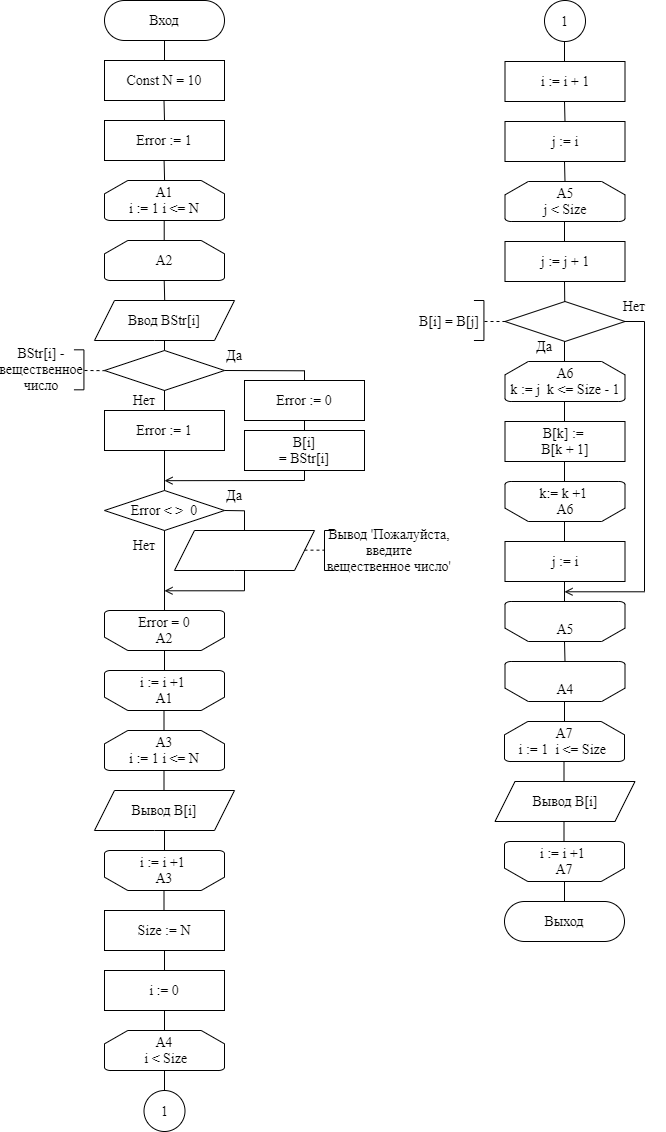 Вход
Const N = 10
Error := 1
A1
i := 1 i <= N
A2
Ввод BStr[i]
BStr[i] -
вещественное
число
Да
Нет
Error := 0
Error := 1
B[i]
= BStr[i]
Error < > 0
Да
Нет
Вывод 'Пожалуйста,
введите
вещественное число'
Error = 0
A2
i := i +1
A1
A3
i := 1 i <= N
Вывод B[i]
i := i +1
A3
Size := N
i := 0
A4
i < Size
1
1
i := i + 1
j := i
A5
j < Size
j := j + 1
B[i] = B[j]
Нет
Да
A6
k := j k <= Size - 1
B[k] :=
B[k + 1]
k:= k +1
A6
j := i
A5
A4
A7
i := 1 i <= Size
Вывод B[i]
i := i +1
A7
Выход